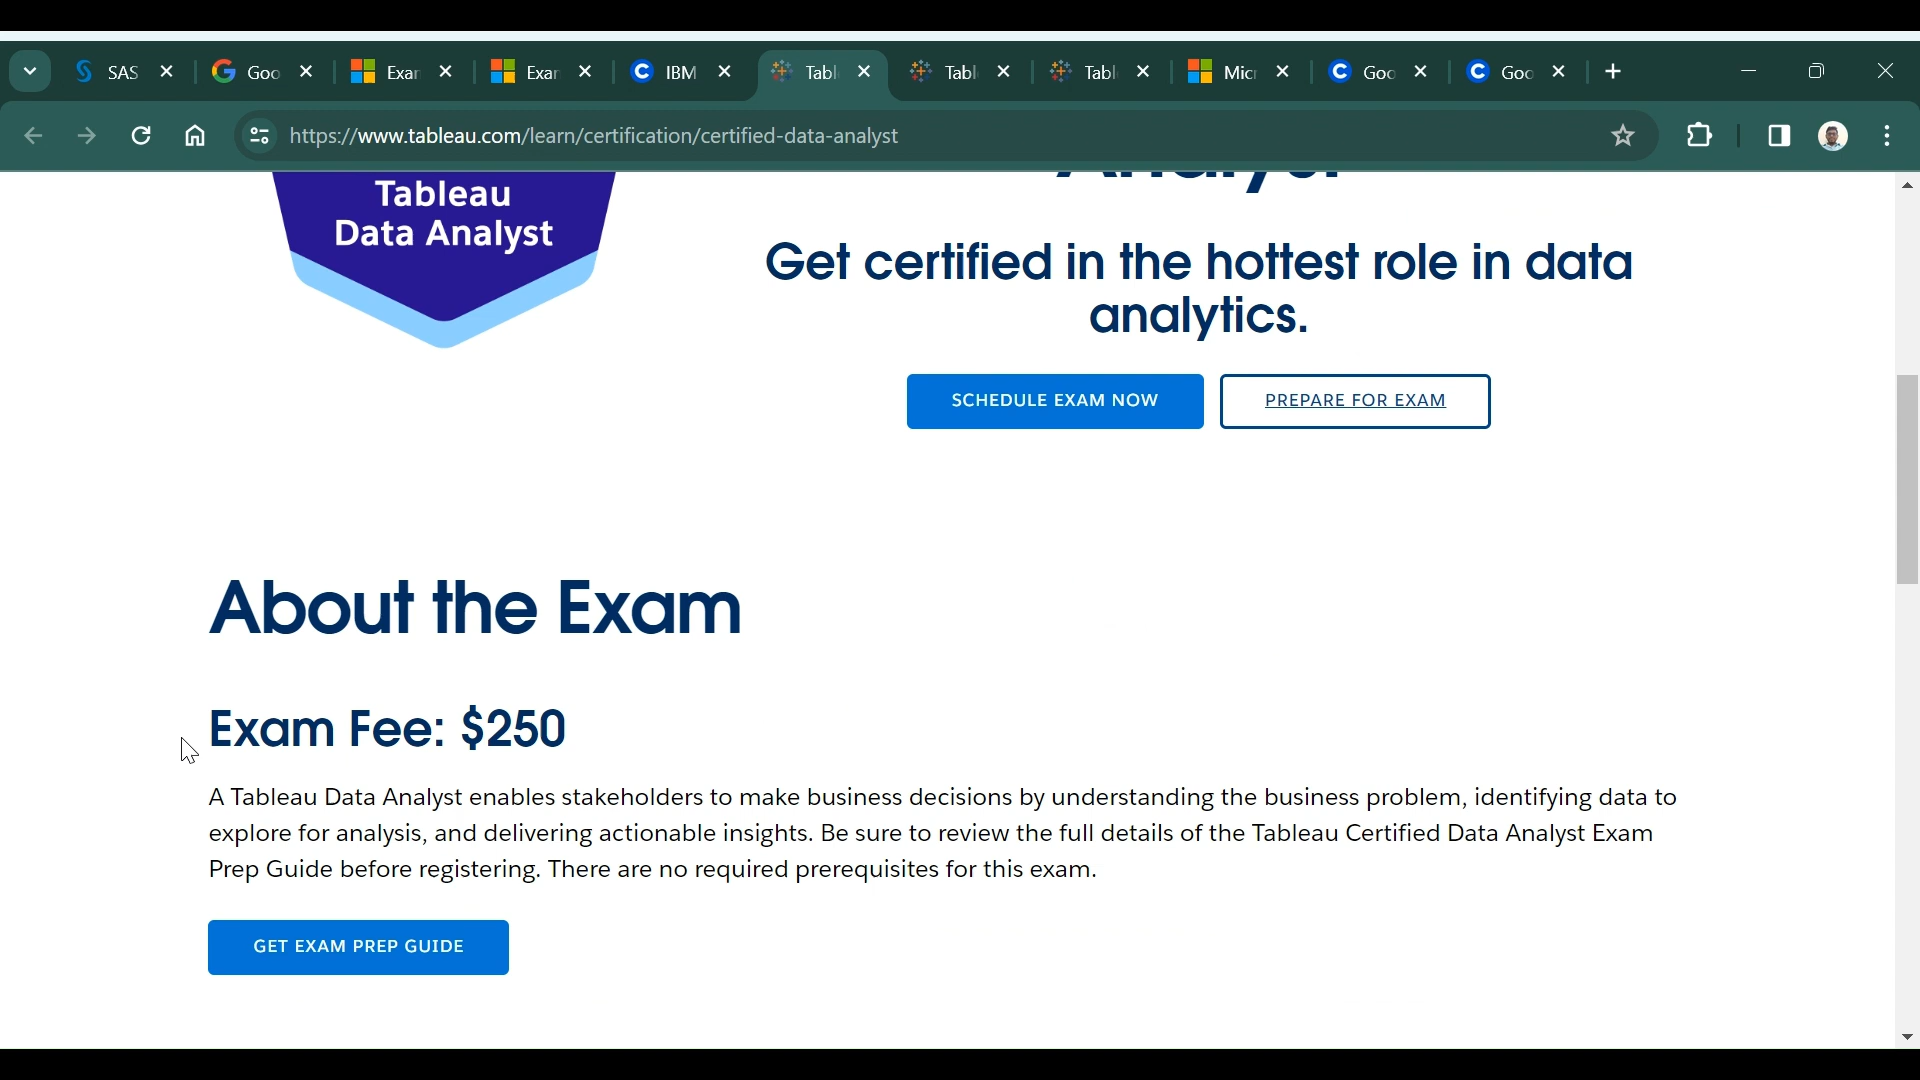 SAS
Goo
Exar
Exar
IBM
Tabl
Tabl
Tabl
Micr
Goo
Goo
https://www.tableau.com/learn/certification/certified-data-analyst
Tableau
Data Analyst
Analyst
Get certified in the hottest role in data
analytics.
SCHEDULE EXAM NOW
PREPARE FOR EXAM
About the Exam
Exam Fee: $250
A Tableau Data Analyst enables stakeholders to make business decisions by understanding the business problem, identifying data to
explore for analysis, and delivering actionable insights. Be sure to review the full details of the Tableau Certified Data Analyst Exam
Prep Guide before registering. There are no required prerequisites for this exam.
GET EXAM PREP GUIDE